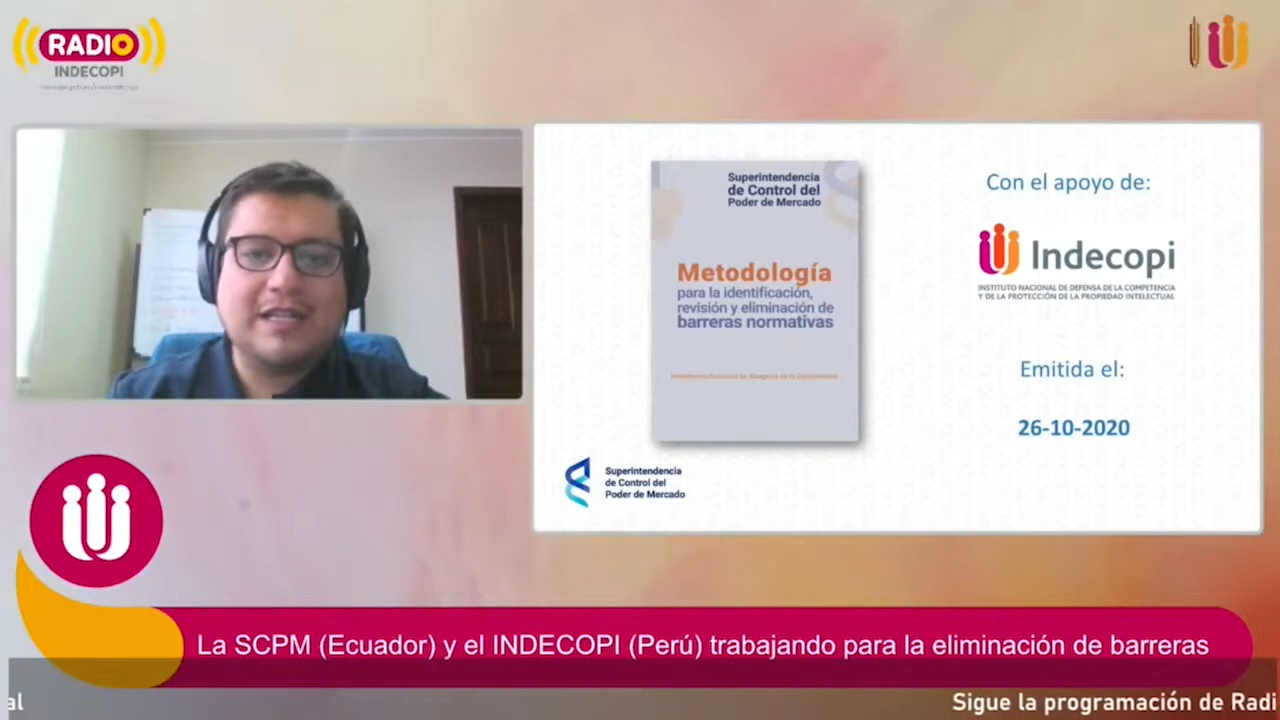 RADIO
INDECOPI
Superintendencia
de Control del
Poder de Mercado
Metodología
para la identificación,
revisión y eliminación de
barreras normativas
Con el apoyo de:
Indecopi
INSTITUTO NACIONAL DE DEFENSA DE LA COMPETENCIA
Y DE LA PROTECCIÓN DE LA PROPIEDAD INTELECTUAL
Emitida el:
26-10-2020
Superintendencia
de Control del
Poder de Mercado
La SCPM (Ecuador) y el INDECOPI (Perú) trabajando para la eliminación de barreras
al
Sigue la programación de Radi